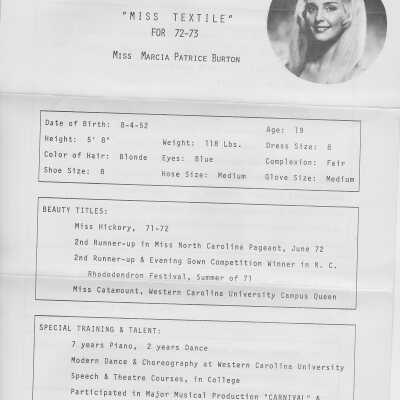 "MISS TEXTILE"
FOR 72-73
MISS MARCIA PATRICE BURTON
Date of Birth: 8-4-52 Age: 19
Height: 5' 8" Weight: 118 Lbs. Dress Size: 8
Color of Hair: Blonde Eyes: Blue Complexion: Fair
Shoe Size: 8 Hose Size: Medium Glove Size: Medium
BEAUTY TITLES:
Miss Hickory, 71-72
2nd Runner-up in Miss North Carolina Pageant, June 72
2nd Runner-up & Evening Gown Competition Winner in N. C.
Rhododendron Festival, Summer of 71
Miss Catamount, Western Carolina University Campus Queen
SPECIAL TRAINING & TALENT:
7 years Piano, 2 years Dance
Modern Dance & Choreography at Western Carolina University
Speech & Theatre Courses, in College
Participated in Major Musical Production "CARNIVAL" &